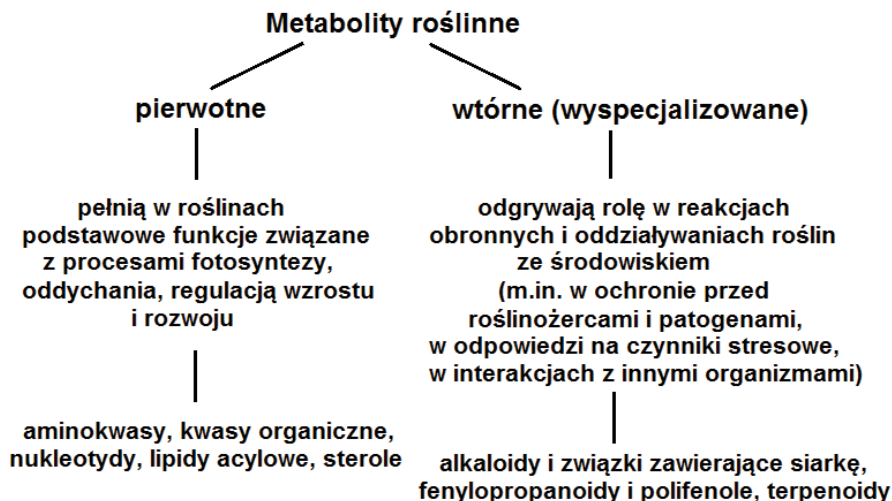 Metabolity roślinne
pierwotne
wtórne (wyspecjalizowane)
pełnią w roślinach
podstawowe funkcje związane
z procesami fotosyntezy,
oddychania, regulacją wzrostu
i rozwoju
odgrywają rolę w reakcjach
obronnych i oddziaływaniach roślin
ze środowiskiem
(m.in. w ochronie przed
roślinożercami i patogenami,
w odpowiedzi na czynniki stresowe,
w interakcjach z innymi organizmami)
aminokwasy, kwasy organiczne,
nukleotydy, lipidy acylowe, sterole
alkaloidy i związki zawierające siarkę,
fenylopropanoidy i polifenole, terpenoidy